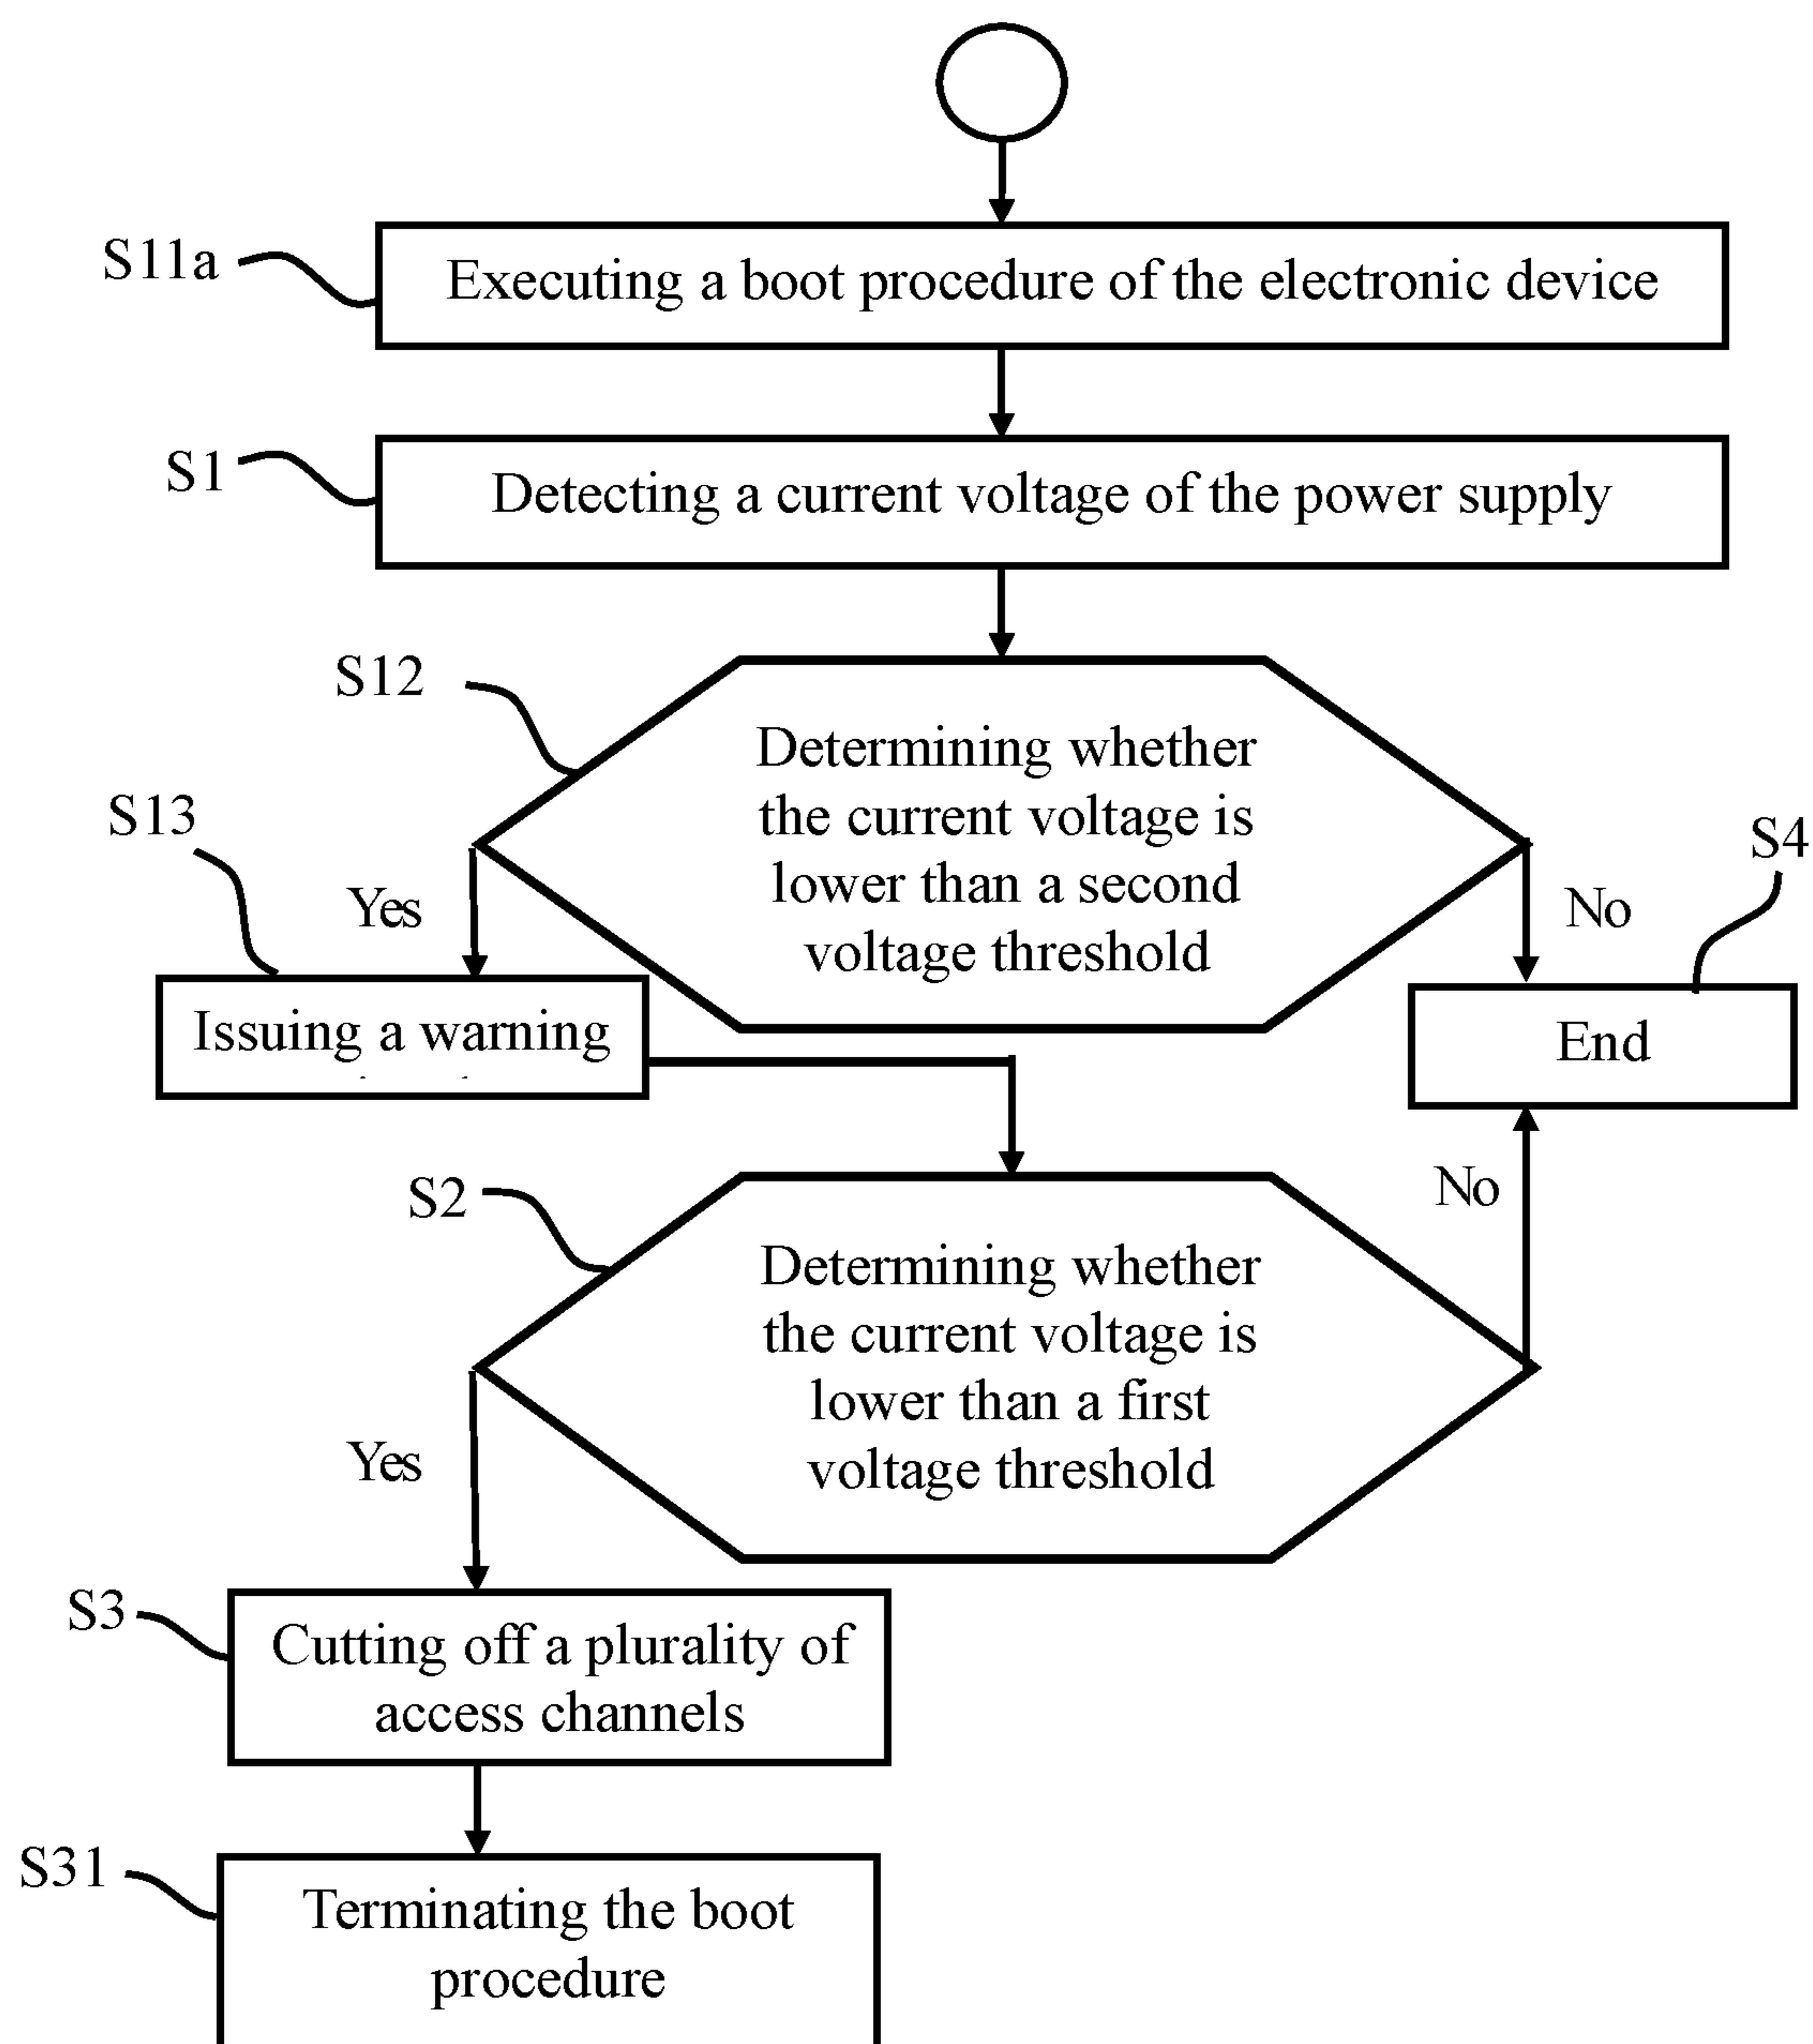 S11a
Executing a boot procedure of the electronic device
S1
Detecting a current voltage of the power supply
S12
Determining whether
the current voltage is
lower than a second
voltage threshold
S13
Yes
Issuing a warning
No
S4
End
S2
Determining whether
the current voltage is
lower than a first
voltage threshold
No
Yes
S3
Cutting off a plurality of
access channels
S31
Terminating the boot
procedure